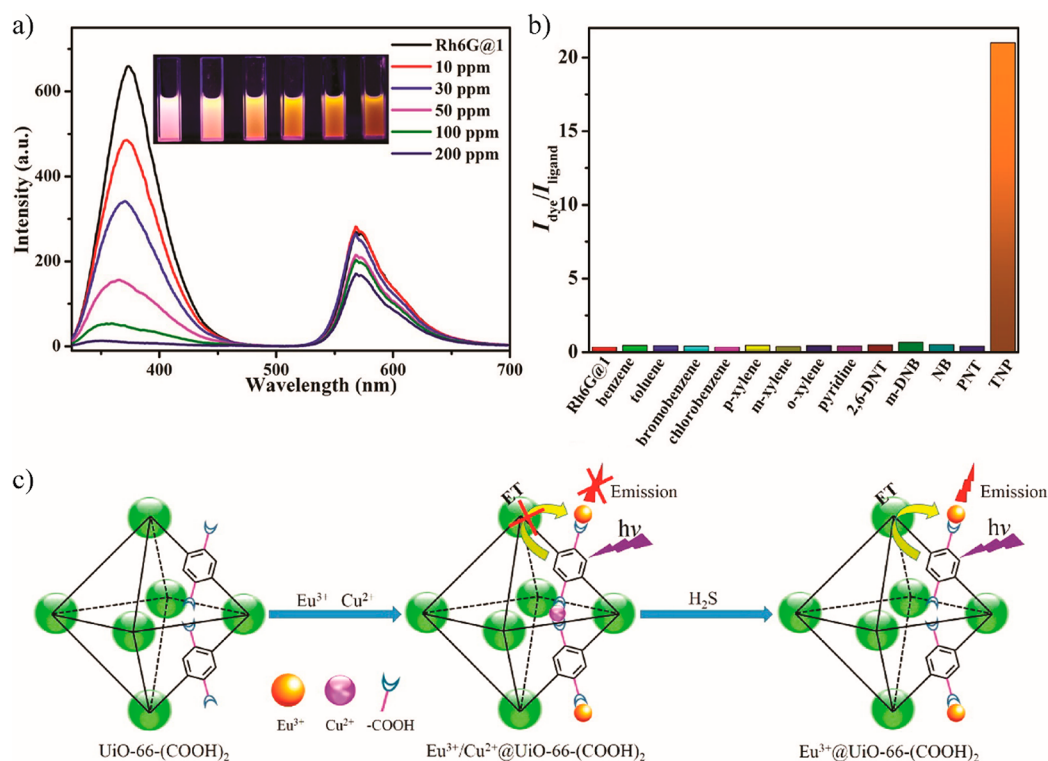 a)
Rh6G@1
10 ppm
30 ppm
50 ppm
100 ppm
200 ppm
Intensity (a.u.)
600
400
200
0
400
500
600
700
Wavelength (nm)
b)
I_dye/I_ligand
20
15
10
5
0
Rh6G@1
benzene
toluene
bromobenzene
chlorobenzene
p-xylene
m-xylene
o-xylene
pyridine
2,6-DNT
m-DNB
NB
PNT
TNP
c)
ET
Emission
hν
ET
Emission
hν
Eu³⁺ Cu²⁺
H₂S
Eu³⁺
Cu²⁺
-COOH
UiO-66-(COOH)₂
Eu³⁺/Cu²⁺@UiO-66-(COOH)₂
Eu³⁺@UiO-66-(COOH)₂